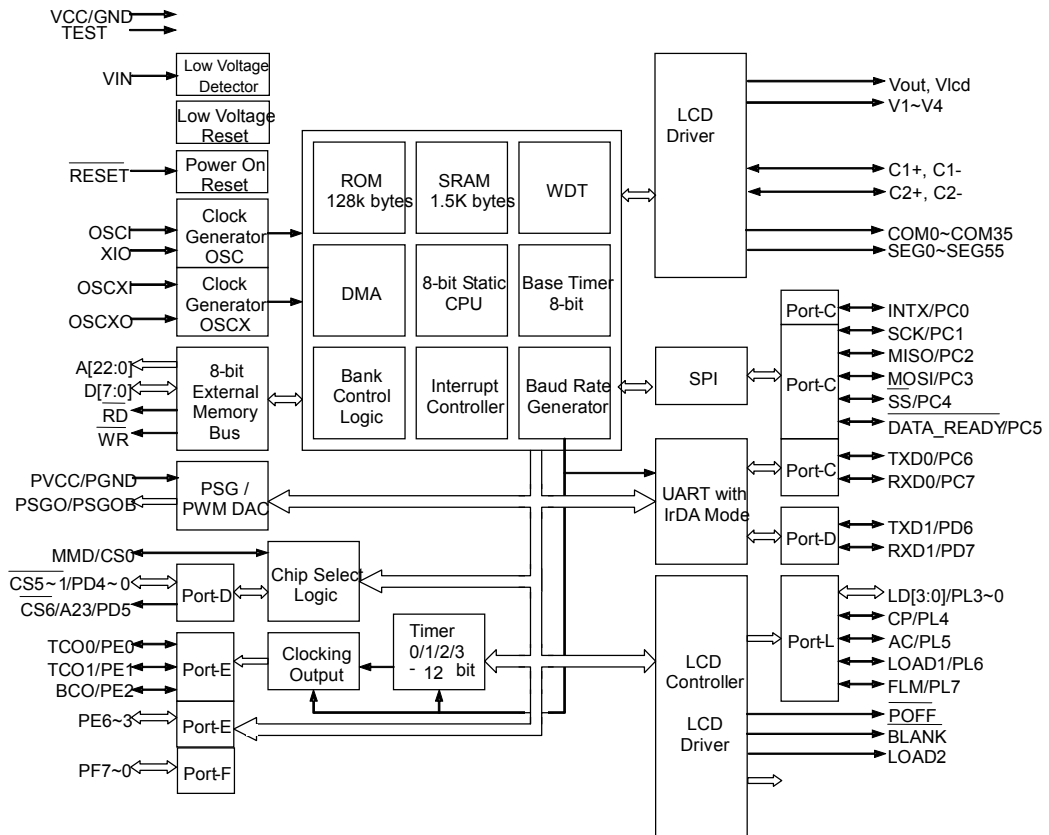 VCC/GND
TEST
VIN
Low Voltage
Detector
Low Voltage
Reset
RESET
Power On
Reset
OSCI
XIO
Clock
Generator
OSC
OSCXI
OSCXO
Clock
Generator
OSCX
A[22:0]
D[7:0]
RD
WR
8-bit
External
Memory
Bus
PVCC/PGND
PSGO/PSGOB
PSG /
PWM DAC
MMD/CS0
CS5~1/PD4~0
CS6/A23/PD5
Port-D
Chip Select
Logic
TCO0/PE0
TCO1/PE1
BCO/PE2
Port-E
Clocking
Output
Timer
0/1/2/3
- 12 bit
PE6~3
Port-E
PF7~0
Port-F
ROM
128k bytes
SRAM
1.5K bytes
WDT
DMA
8-bit Static
CPU
Base Timer
8-bit
Bank
Control
Logic
Interrupt
Controller
Baud Rate
Generator
LCD
Driver
Vout, Vlcd
V1~V4
C1+, C1-
C2+, C2-
COM0~COM35
SEG0~SEG55
SPI
Port-C
INTX/PC0
Port-C
SCK/PC1
MISO/PC2
MOSI/PC3
SS/PC4
DATA_READY/PC5
UART with
IrDA Mode
Port-C
TXD0/PC6
RXD0/PC7
Port-D
TXD1/PD6
RXD1/PD7
LCD
Controller
LCD
Driver
Port-L
LD[3:0]/PL3~0
CP/PL4
AC/PL5
LOAD1/PL6
FLM/PL7
POFF
BLANK
LOAD2